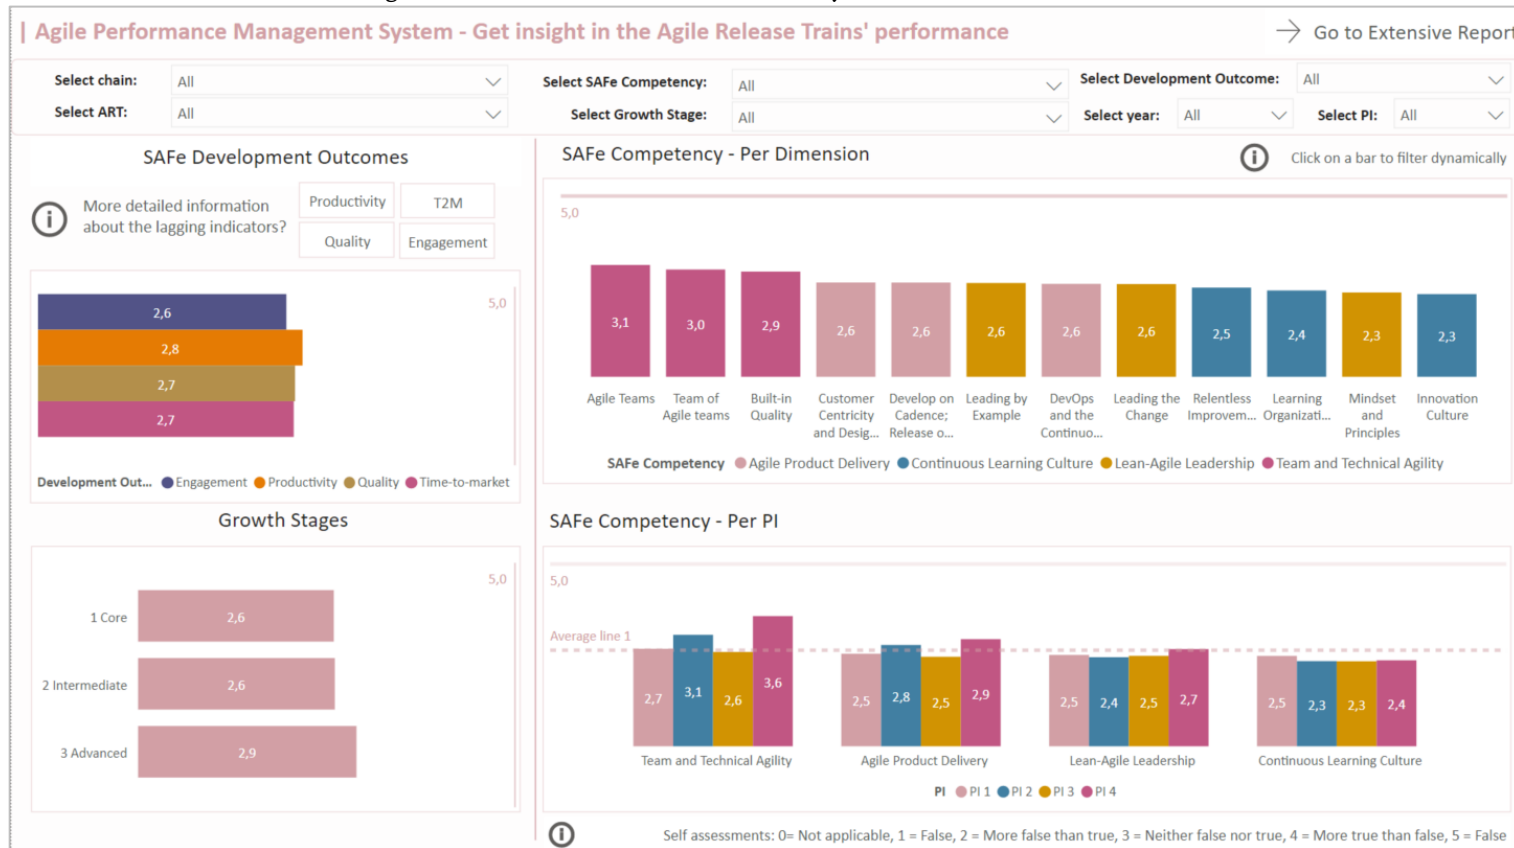 | Agile Performance Management System - Get insight in the Agile Release Trains' performance
Go to Extensive Report
Select chain:
All
Select SAFe Competency:
All
Select Development Outcome:
All
Select ART:
All
Select Growth Stage:
All
Select year:
All
Select PI:
All
SAFe Development Outcomes
More detailed information
about the lagging indicators?
Productivity
T2M
Quality
Engagement
5,0
2,6
2,8
2,7
2,7
Development Out...
Engagement
Productivity
Quality
Time-to-market
Growth Stages
5,0
1 Core
2,6
2 Intermediate
2,6
3 Advanced
2,9
SAFe Competency - Per Dimension
Click on a bar to filter dynamically
5,0
3,1
3,0
2,9
2,6
2,6
2,6
2,6
2,6
2,5
2,4
2,3
2,3
Agile Teams
Team of
Agile teams
Built-in
Quality
Customer
Centricity
and Desig...
Develop on
Cadence;
Release o...
Leading by
Example
DevOps
and the
Continuo...
Leading the
Change
Relentless
Improvem...
Learning
Organizati...
Mindset
and
Principles
Innovation
Culture
SAFe Competency
Agile Product Delivery
Continuous Learning Culture
Lean-Agile Leadership
Team and Technical Agility
SAFe Competency - Per PI
5,0
Average line 1
2,7
3,1
2,6
3,6
2,5
2,8
2,5
2,9
2,5
2,4
2,5
2,7
2,5
2,3
2,3
2,4
Team and Technical Agility
Agile Product Delivery
Lean-Agile Leadership
Continuous Learning Culture
PI
PI 1
PI 2
PI 3
PI 4
Self assessments: 0= Not applicable, 1 = False, 2 = More false than true, 3 = Neither false nor true, 4 = More true than false, 5 = False